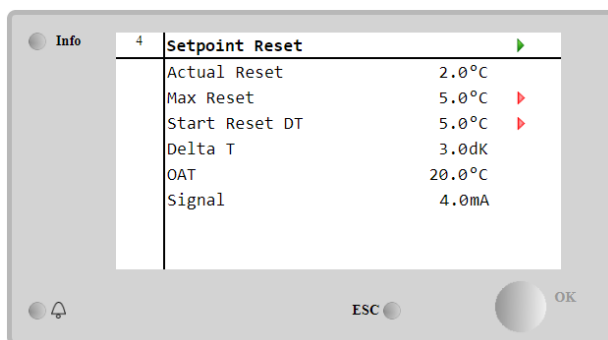 Info
4 Setpoint Reset
Actual Reset 2.0°C
Max Reset 5.0°C
Start Reset DT 5.0°C
Delta T 3.0dK
OAT 20.0°C
Signal 4.0mA
ESC OK